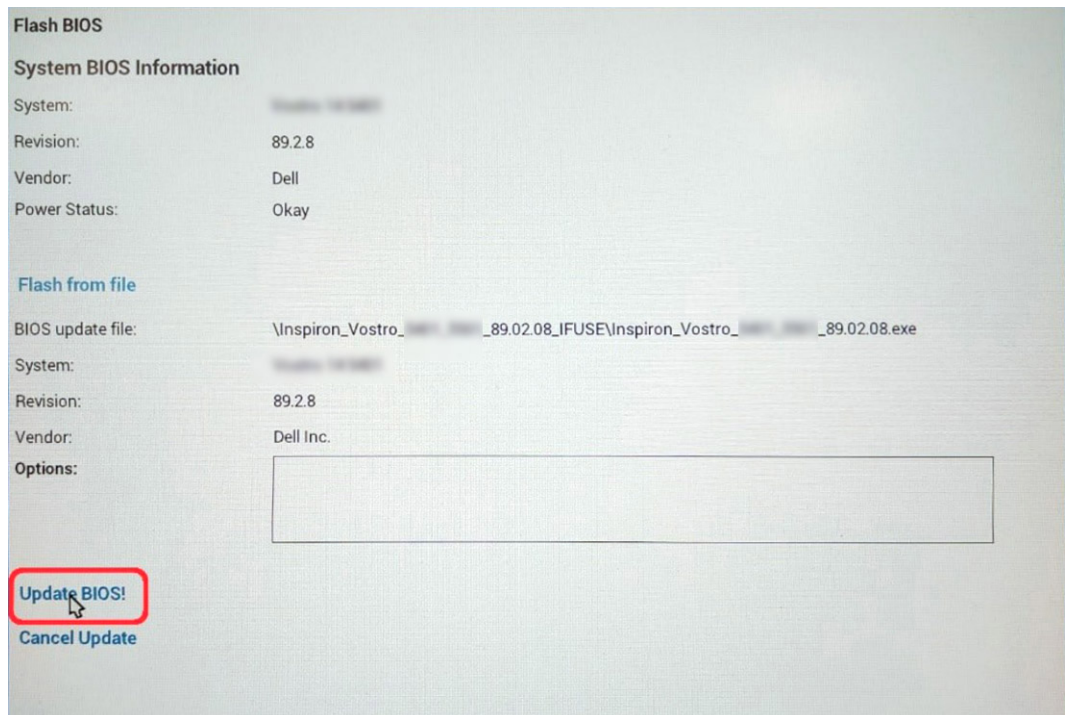 Flash BIOS
System BIOS Information
System:
Revision: 89.2.8
Vendor: Dell
Power Status: Okay
Flash from file
BIOS update file: \Inspiron_Vostro_ _89.02.08_IFUSE\Inspiron_Vostro_ _89.02.08.exe
System:
Revision: 89.2.8
Vendor: Dell Inc.
Options:
Update BIOS!
Cancel Update